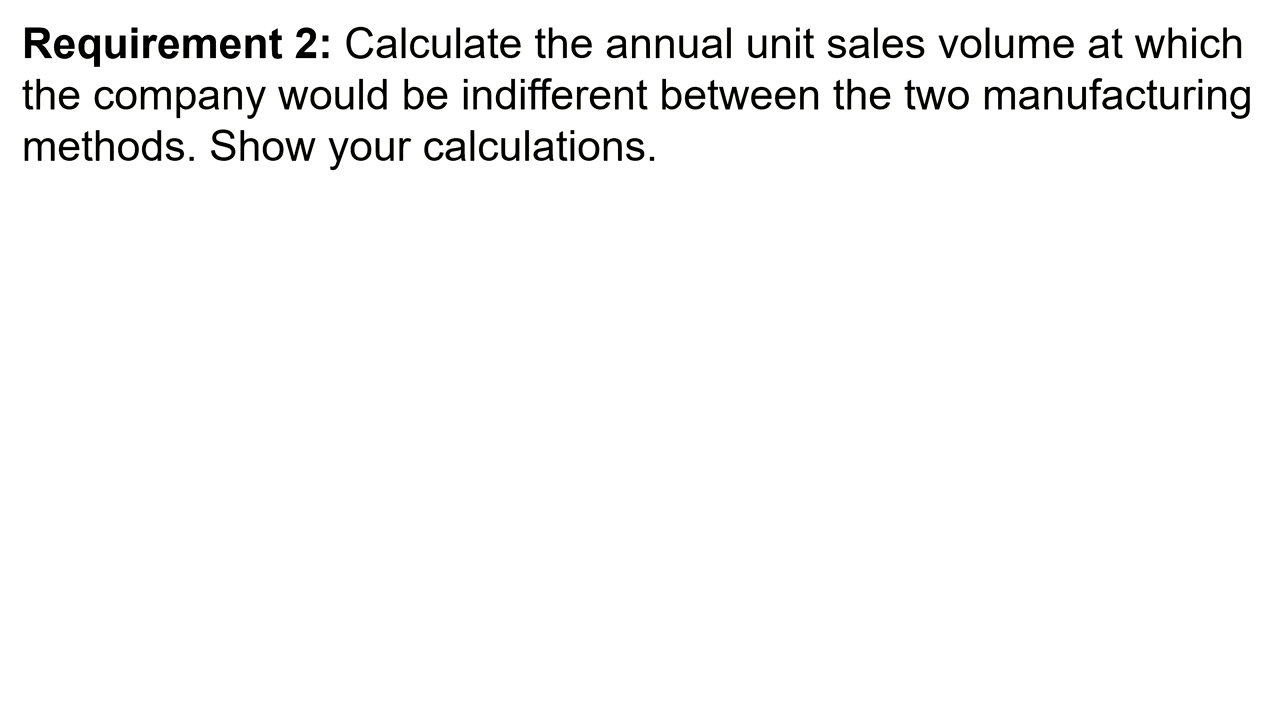 Requirement 2: Calculate the annual unit sales volume at which
the company would be indifferent between the two manufacturing
methods. Show your calculations.